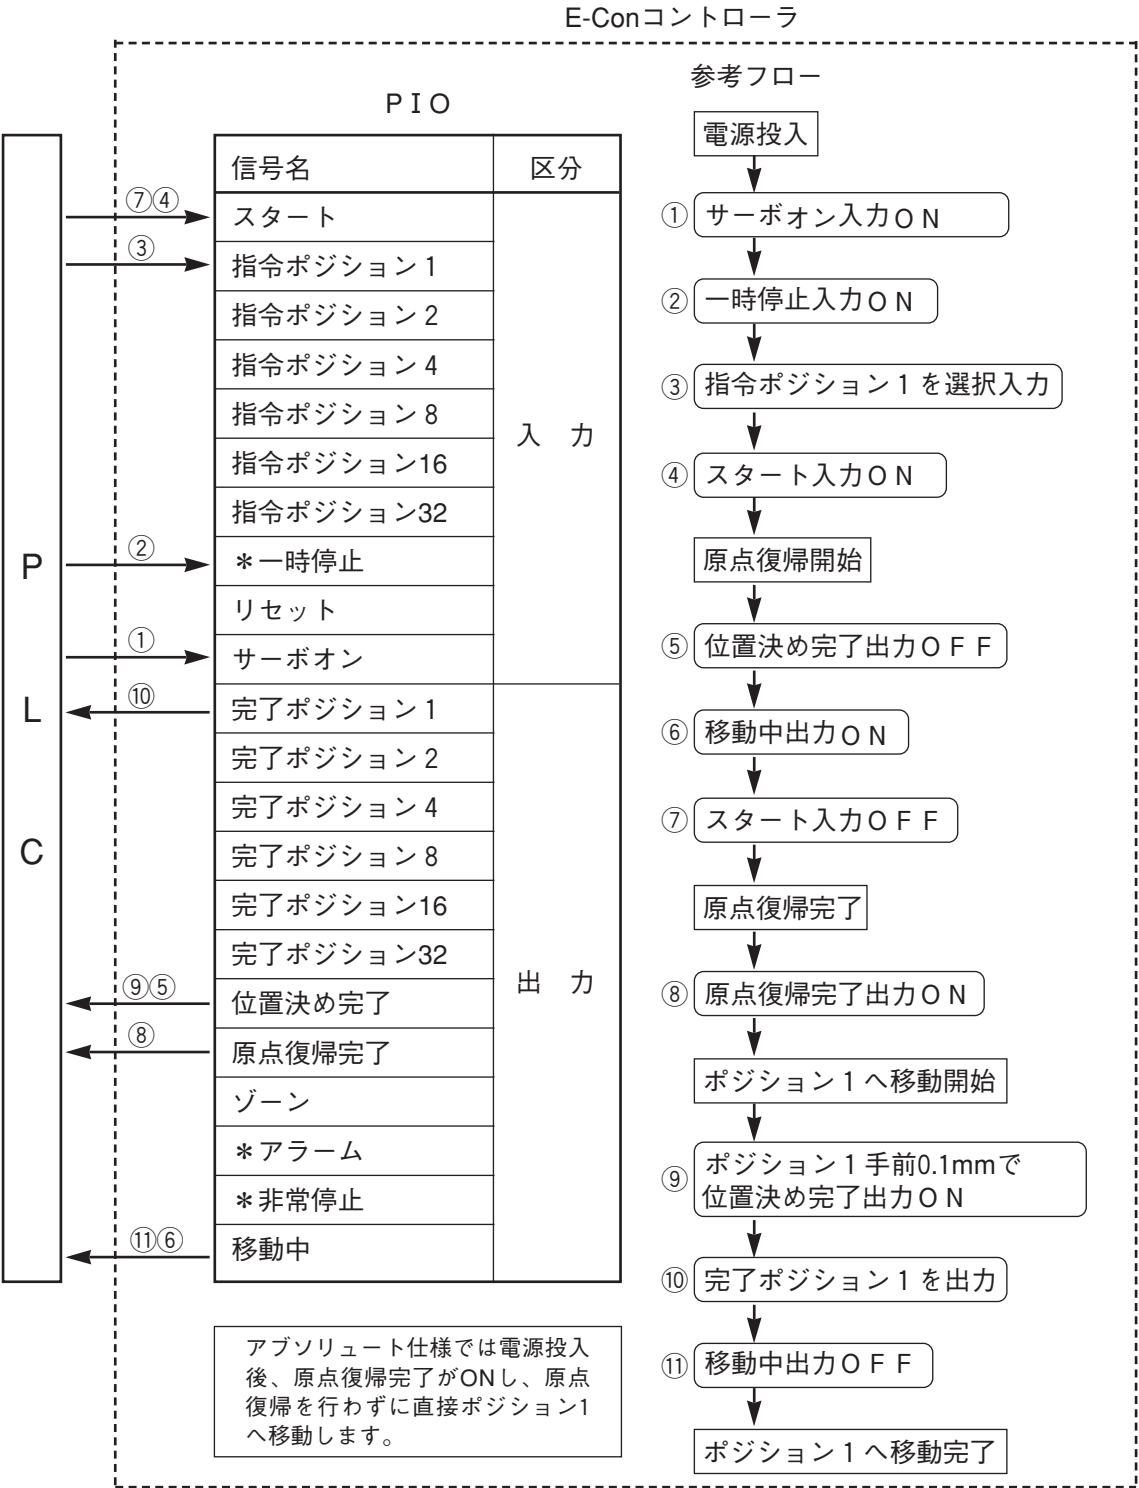 E-Conコントローラ
参考フロー
PIO
P
L
C
信号名 区分
⑦④ スタート
③ 指令ポジション1
指令ポジション2
指令ポジション4
指令ポジション8
指令ポジション16
指令ポジション32
入 力
② ＊一時停止
リセット
① サーボオン
⑩ 完了ポジション1
完了ポジション2
完了ポジション4
完了ポジション8
完了ポジション16
完了ポジション32
出 力
⑨⑤ 位置決め完了
⑧ 原点復帰完了
ゾーン
＊アラーム
＊非常停止
⑪⑥ 移動中
アブソリュート仕様では電源投入
後、原点復帰完了がONし、原点
復帰を行わずに直接ポジション1
へ移動します。
電源投入
① サーボオン入力ON
② 一時停止入力ON
③ 指令ポジション1を選択入力
④ スタート入力ON
原点復帰開始
⑤ 位置決め完了出力OFF
⑥ 移動中出力ON
⑦ スタート入力OFF
原点復帰完了
⑧ 原点復帰完了出力ON
ポジション1へ移動開始
⑨ ポジション1手前0.1mmで
位置決め完了出力ON
⑩ 完了ポジション1を出力
⑪ 移動中出力OFF
ポジション1へ移動完了